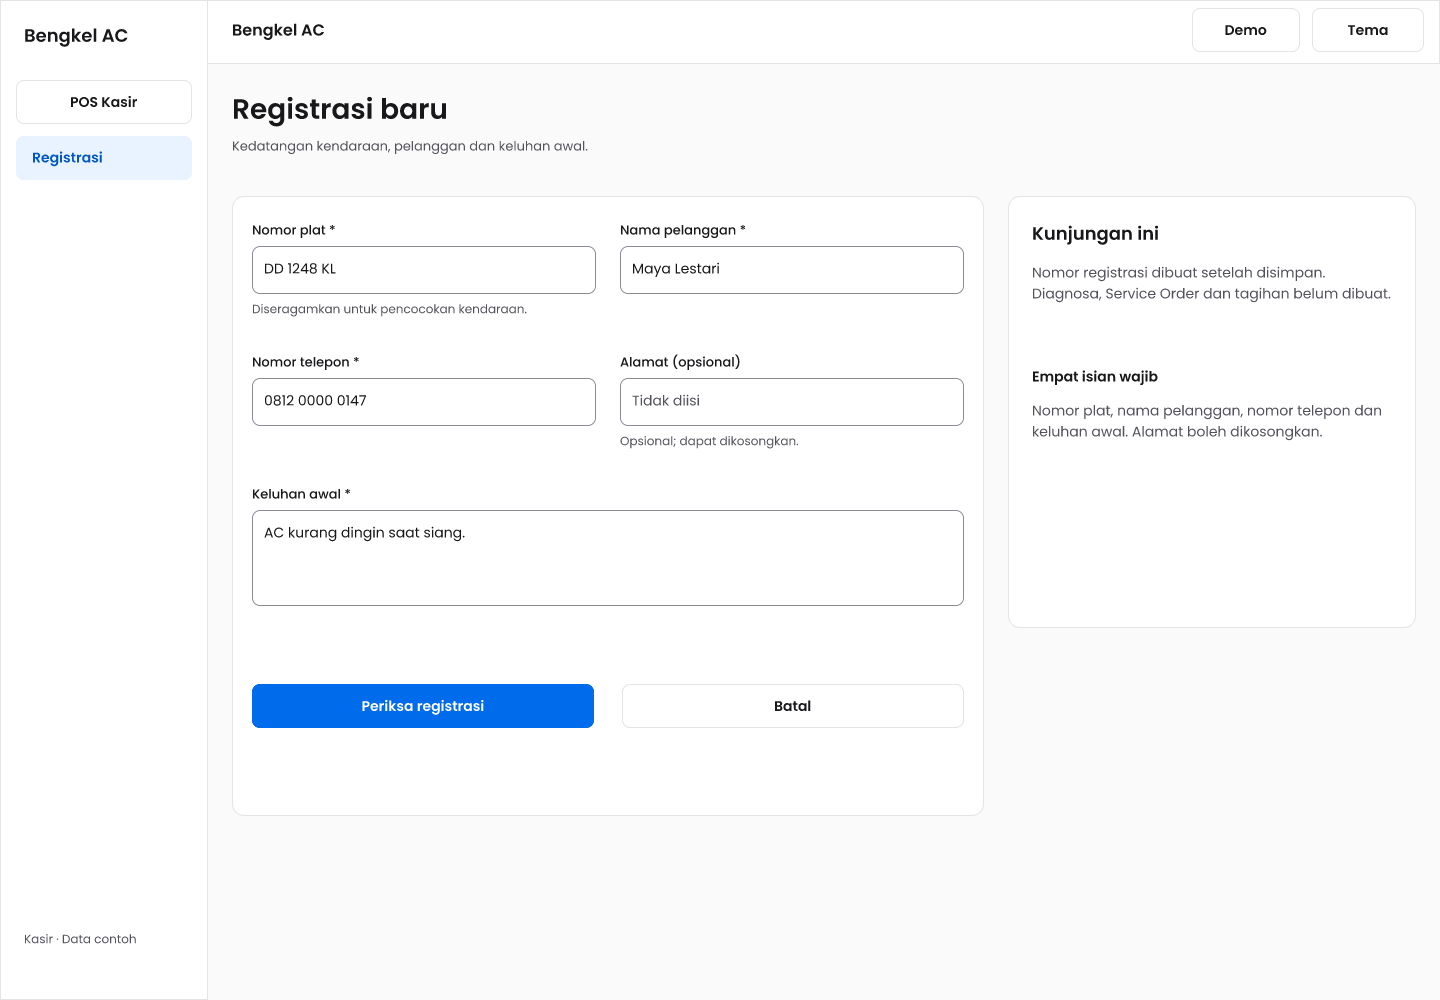 Bengkel AC
POS Kasir
Registrasi
Kasir · Data contoh
Bengkel AC
Demo
Tema
Registrasi baru
Kedatangan kendaraan, pelanggan dan keluhan awal.
Nomor plat *
DD 1248 KL
Diseragamkan untuk pencocokan kendaraan.
Nama pelanggan *
Maya Lestari
Nomor telepon *
0812 0000 0147
Alamat (opsional)
Tidak diisi
Opsional; dapat dikosongkan.
Keluhan awal *
AC kurang dingin saat siang.
Periksa registrasi
Batal
Kunjungan ini
Nomor registrasi dibuat setelah disimpan.
Diagnosa, Service Order dan tagihan belum dibuat.
Empat isian wajib
Nomor plat, nama pelanggan, nomor telepon dan
keluhan awal. Alamat boleh dikosongkan.